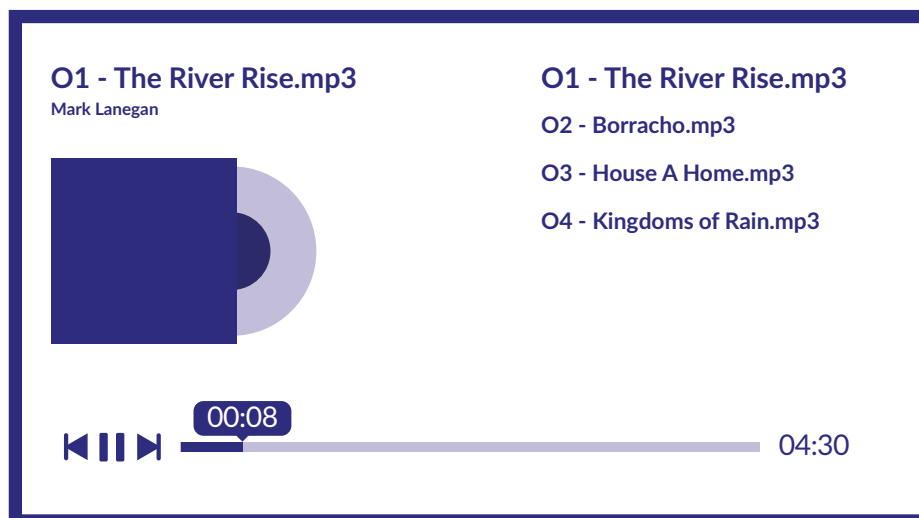 O1 - The River Rise.mp3
Mark Lanegan
O1 - The River Rise.mp3
O2 - Borracho.mp3
O3 - House A Home.mp3
O4 - Kingdoms of Rain.mp3
00:08
04:30